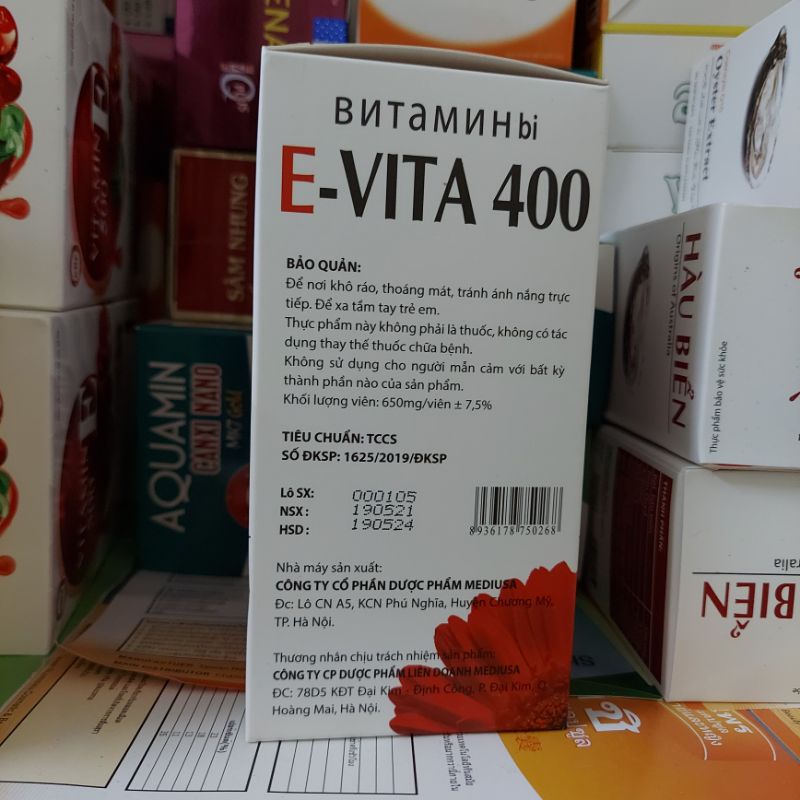 витаминbi
E-VITA 400
BẢO QUẢN:
Để nơi khô ráo, thoáng mát, tránh ánh nắng trực
tiếp. Để xa tầm tay trẻ em.
Thực phẩm này không phải là thuốc, không có tác
dụng thay thế thuốc chữa bệnh.
Không sử dụng cho người mẫn cảm với bất kỳ
thành phần nào của sản phẩm.
Khối lượng viên: 650mg/viên ± 7,5%
TIÊU CHUẨN: TCCS
SỐ ĐKSP: 1625/2019/ĐKSP
Lô SX: 000105
NSX : 190521
HSD : 190524
8936178750268
Nhà máy sản xuất:
CÔNG TY CỔ PHẦN DƯỢC PHẨM MEDIUSA
Đc: Lô CN A5, KCN Phú Nghĩa, Huyện Chương Mỹ,
TP. Hà Nội.
Thương nhân chịu trách nhiệm sản phẩm:
CÔNG TY CP DƯỢC PHẨM LIÊN DOANH MEDIUSA
ĐC: 78D5 KĐT Đại Kim - Định Công, P. Đại Kim, Q.
Hoàng Mai, Hà Nội.
SÂM NHUNG
AQUAMIN
CANXI NANO
MK7 Gold
Oyster Extract
HÀU BIỂN
Origins of Australia
Thực phẩm bảo vệ sức khỏe
THÀNH PHẦN:
BIỂN